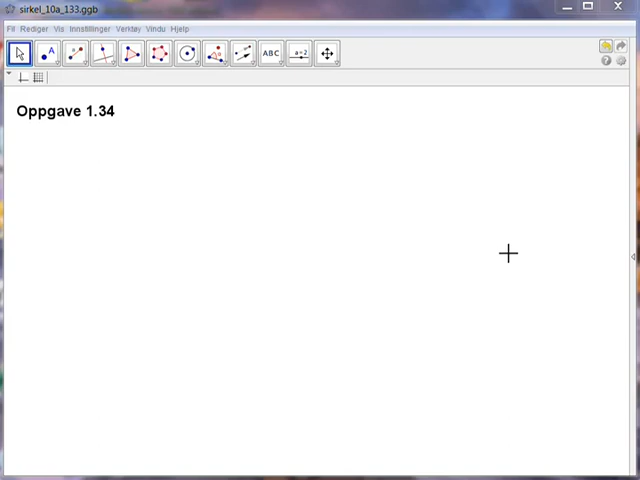 sirkel_10a_133.ggb
Fil Rediger Vis Innstillinger Verktøy Vindu Hjelp
A ABC a=2
Oppgave 1.34